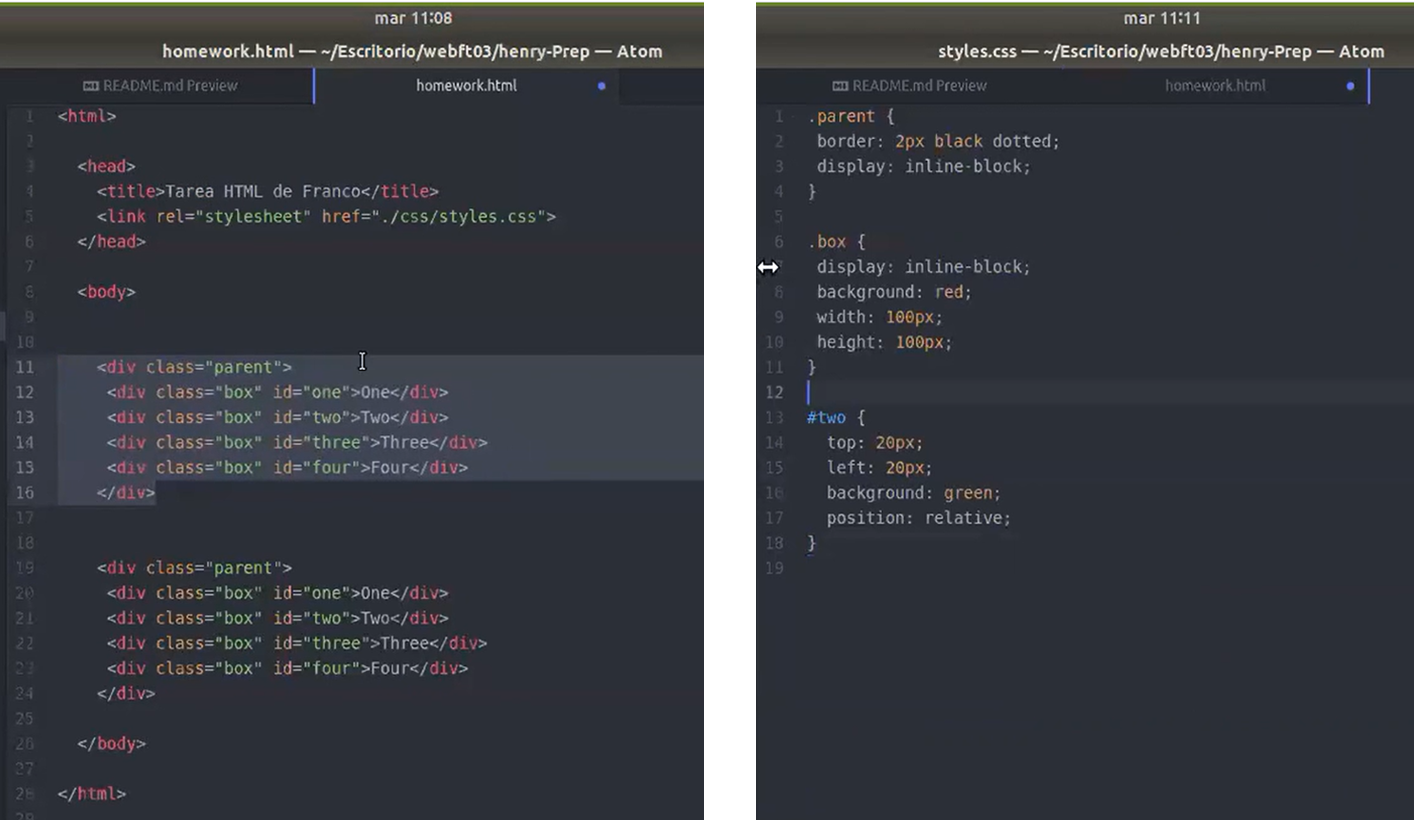 mar 11:08
homework.html — ~/Escritorio/webft03/henry-Prep — Atom
README.md Preview
homework.html
1 <html>
2
3 <head>
4 <title>Tarea HTML de Franco</title>
5 <link rel="stylesheet" href="./css/styles.css">
6 </head>
7
8 <body>
9
10
11 <div class="parent">
12 <div class="box" id="one">One</div>
13 <div class="box" id="two">Two</div>
14 <div class="box" id="three">Three</div>
15 <div class="box" id="four">Four</div>
16 </div>
17
18
19 <div class="parent">
20 <div class="box" id="one">One</div>
21 <div class="box" id="two">Two</div>
22 <div class="box" id="three">Three</div>
23 <div class="box" id="four">Four</div>
24 </div>
25
26 </body>
27
28 </html>
29
mar 11:11
styles.css — ~/Escritorio/webft03/henry-Prep — Atom
README.md Preview
homework.html
1 .parent {
2 border: 2px black dotted;
3 display: inline-block;
4 }
5
6 .box {
7 display: inline-block;
8 background: red;
9 width: 100px;
10 height: 100px;
11 }
12
13 #two {
14 top: 20px;
15 left: 20px;
16 background: green;
17 position: relative;
18 }
19